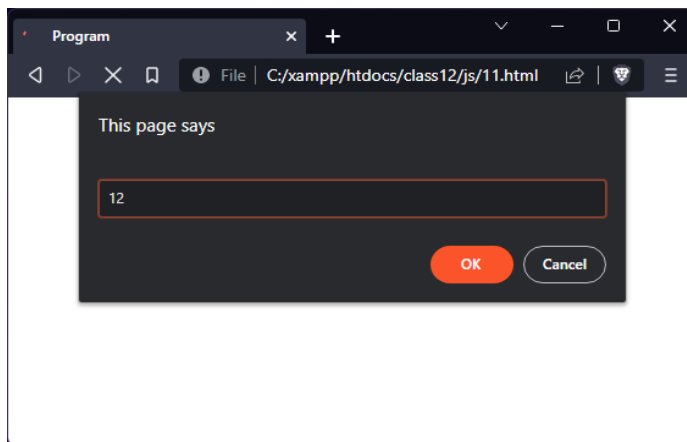 Program
File C:/xampp/htdocs/class12/js/11.html
This page says
12
OK Cancel